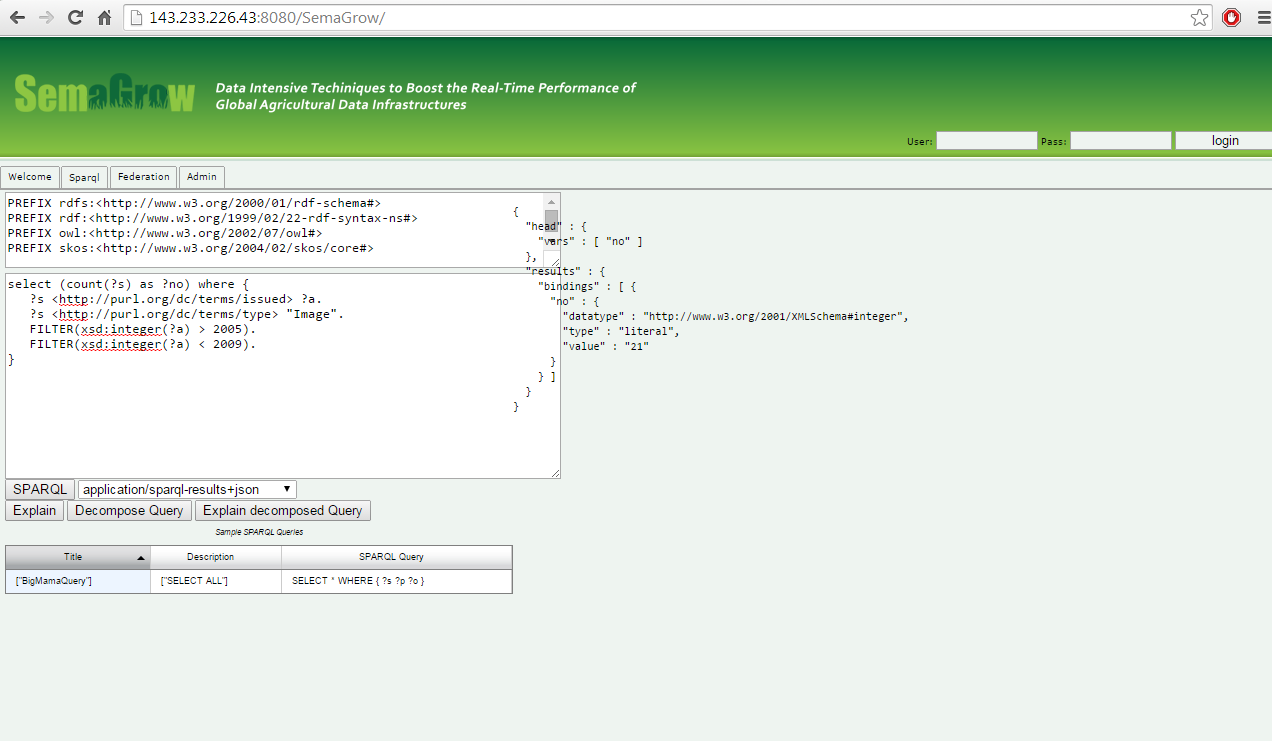 143.233.226.43:8080/SemaGrow/
SemaGrow
Data Intensive Techiniques to Boost the Real-Time Performance of
Global Agricultural Data Infrastructures
User: Pass: login
Welcome Sparql Federation Admin
PREFIX rdfs:<http://www.w3.org/2000/01/rdf-schema#>
PREFIX rdf:<http://www.w3.org/1999/02/22-rdf-syntax-ns#>
PREFIX owl:<http://www.w3.org/2002/07/owl#>
PREFIX skos:<http://www.w3.org/2004/02/skos/core#>
select (count(?s) as ?no) where {
?s <http://purl.org/dc/terms/issued> ?a.
?s <http://purl.org/dc/terms/type> "Image".
FILTER(xsd:integer(?a) > 2005).
FILTER(xsd:integer(?a) < 2009).
}
{
"head" : {
"vars" : [ "no" ]
},
"results" : {
"bindings" : [ {
"no" : {
"datatype" : "http://www.w3.org/2001/XMLSchema#integer",
"type" : "literal",
"value" : "21"
}
} ]
}
}
SPARQL application/sparql-results+json
Explain Decompose Query Explain decomposed Query
Sample SPARQL Queries
Title Description SPARQL Query
["BigMamaQuery"] ["SELECT ALL"] SELECT * WHERE { ?s ?p ?o }